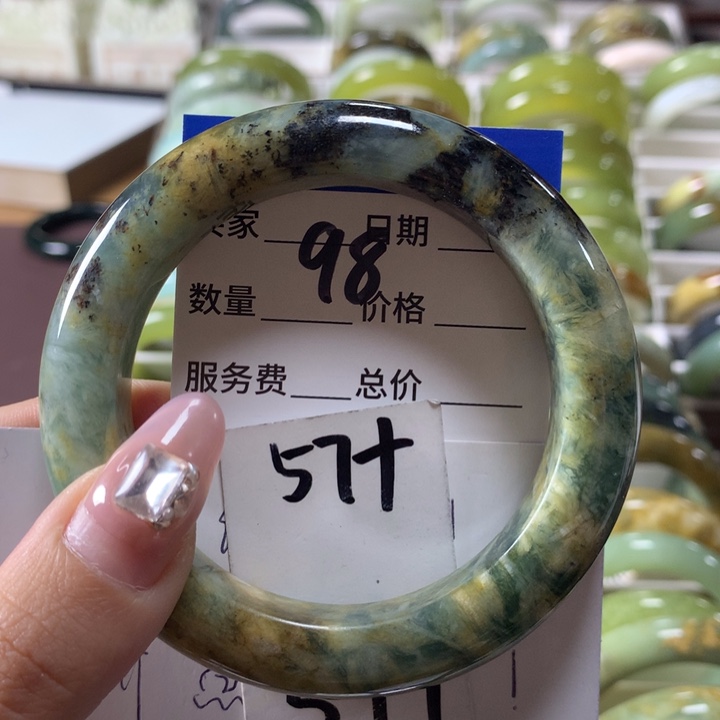 家 日期
98
数量 价格
服务费 总价
57+